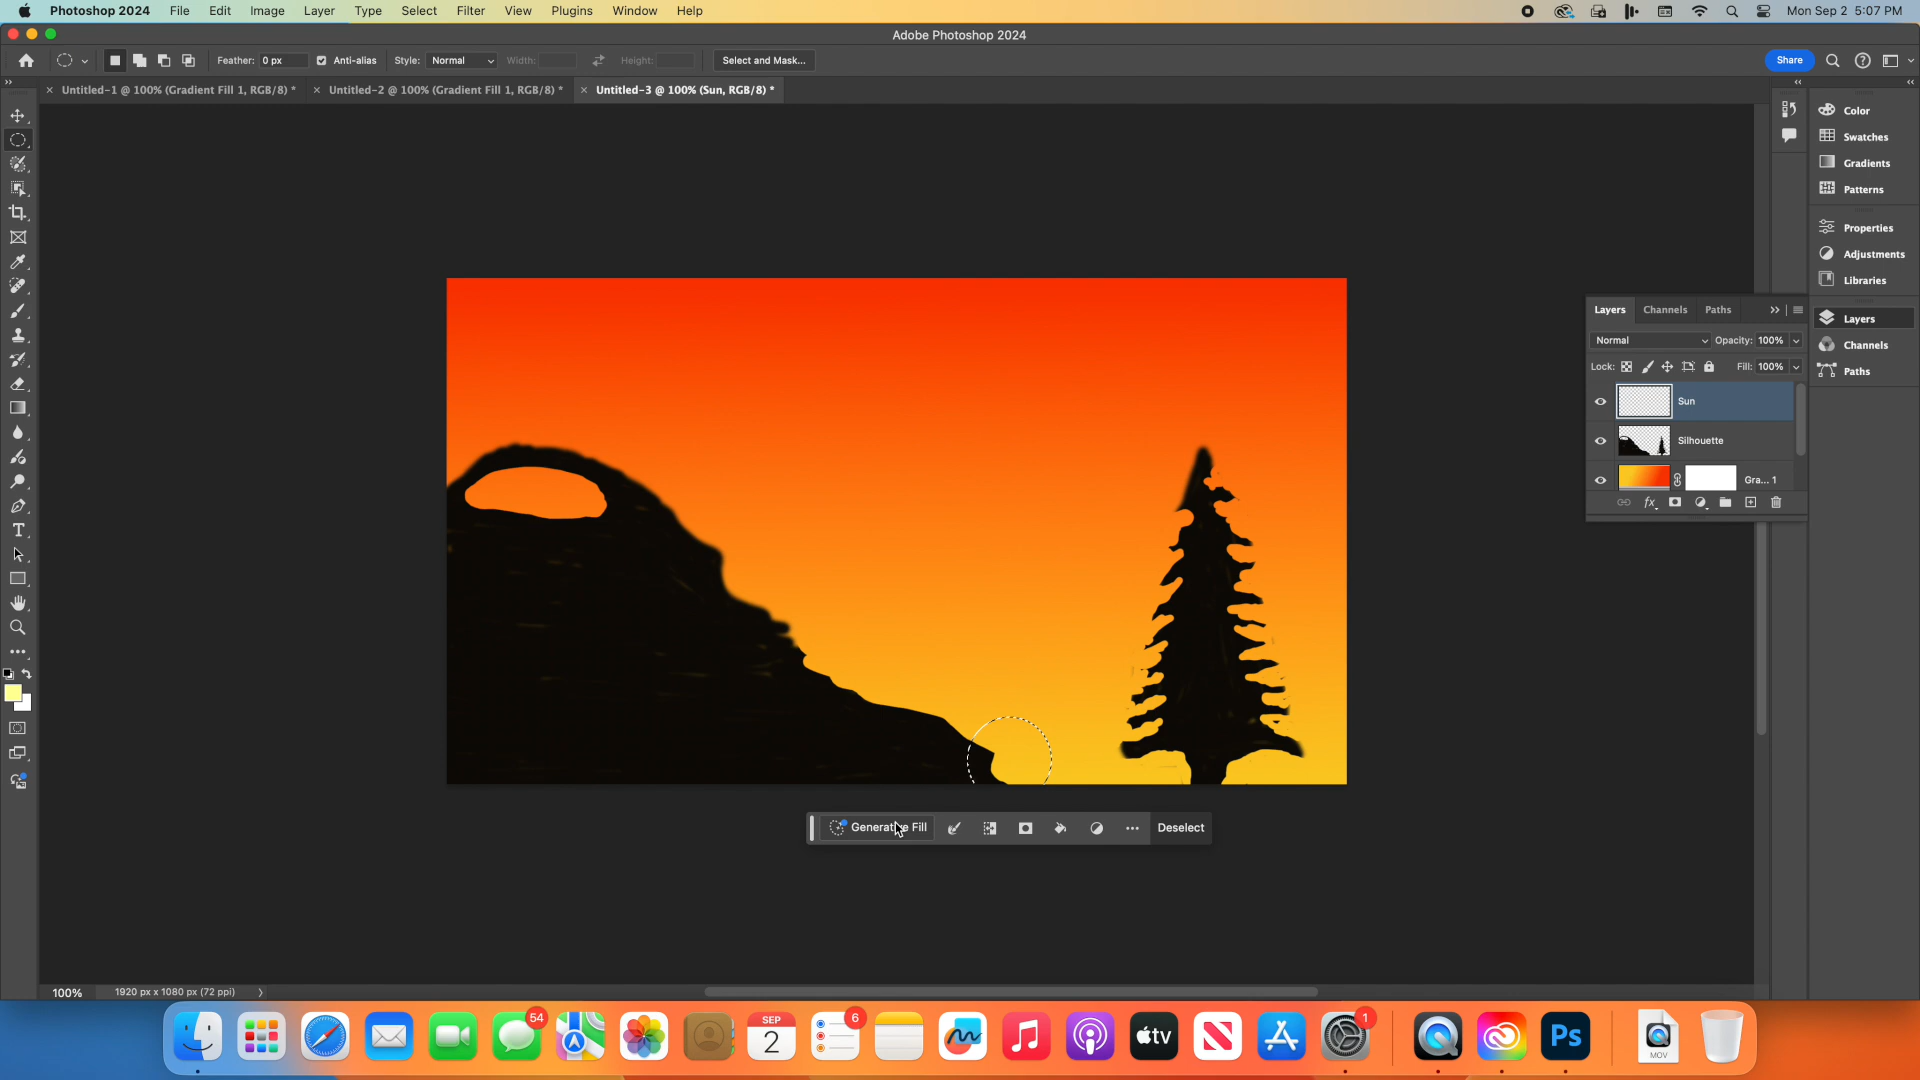 Photoshop 2024 File Edit Image Layer Type Select Filter View Plugins Window Help Mon Sep 2 5:07 PM
Adobe Photoshop 2024
Feather: 0 px Anti-alias Style: Normal Width: Height: Select and Mask... Share
Untitled-1 @ 100% (Gradient Fill 1, RGB/8) * Untitled-2 @ 100% (Gradient Fill 1, RGB/8) * Untitled-3 @ 100% (Sun, RGB/8) *
Color
Swatches
Gradients
Patterns
Properties
Adjustments
Libraries
Layers
Channels
Paths
Layers Channels Paths
Normal Opacity: 100%
Lock: Fill: 100%
Sun
Silhouette
Gra... 1
fx
T
Generative Fill Deselect
100% 1920 px x 1080 px (72 ppi)
54
SEP
2
6
tv
1
Ps
MOV